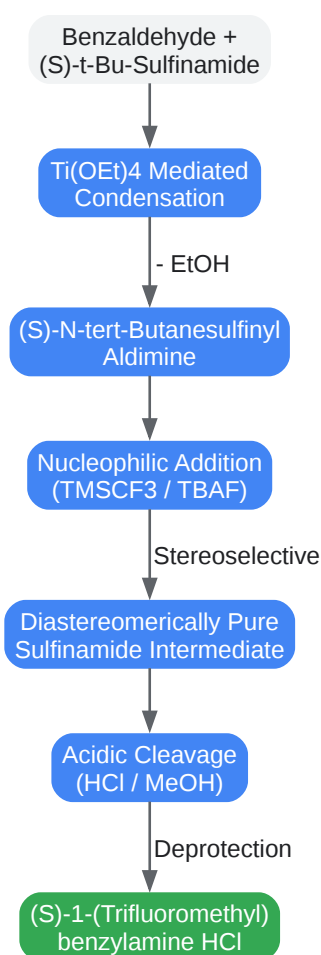 Benzaldehyde +
(S)-t-Bu-Sulfinamide
Ti(OEt)4 Mediated
Condensation
- EtOH
(S)-N-tert-Butanesulfinyl
Aldimine
Nucleophilic Addition
(TMSCF3 / TBAF)
Stereoselective
Diastereomerically Pure
Sulfinamide Intermediate
Acidic Cleavage
(HCl / MeOH)
Deprotection
(S)-1-(Trifluoromethyl)
benzylamine HCl